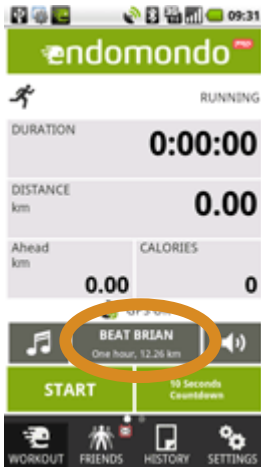 09:31
endomondo PRO
RUNNING
DURATION
0:00:00
DISTANCE
km
0.00
Ahead
km
0.00
CALORIES
0
GPS
BEAT BRIAN
One hour, 12.26 km
START
10 Seconds
Countdown
WORKOUT FRIENDS HISTORY SETTINGS